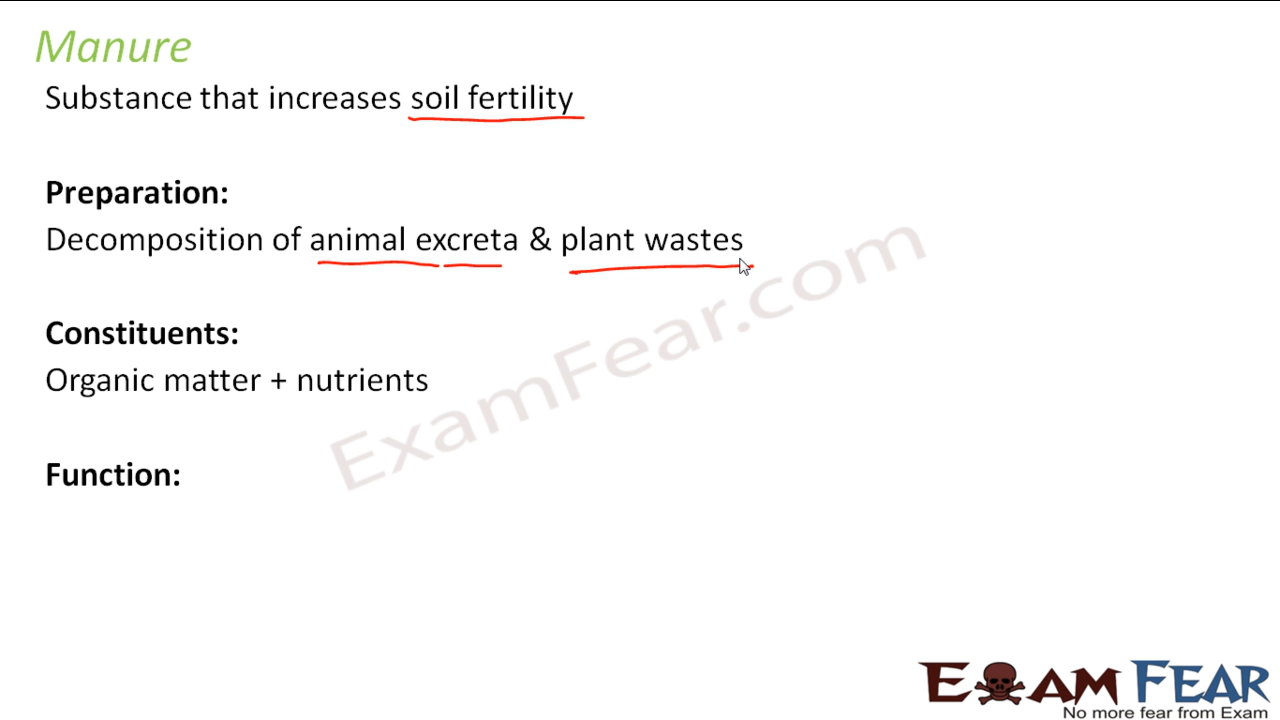 Manure
Substance that increases soil fertility
Preparation:
Decomposition of animal excreta & plant wastes
Constituents:
Organic matter + nutrients
Function:
ExamFear.com
EXAM FEAR
No more fear from Exam